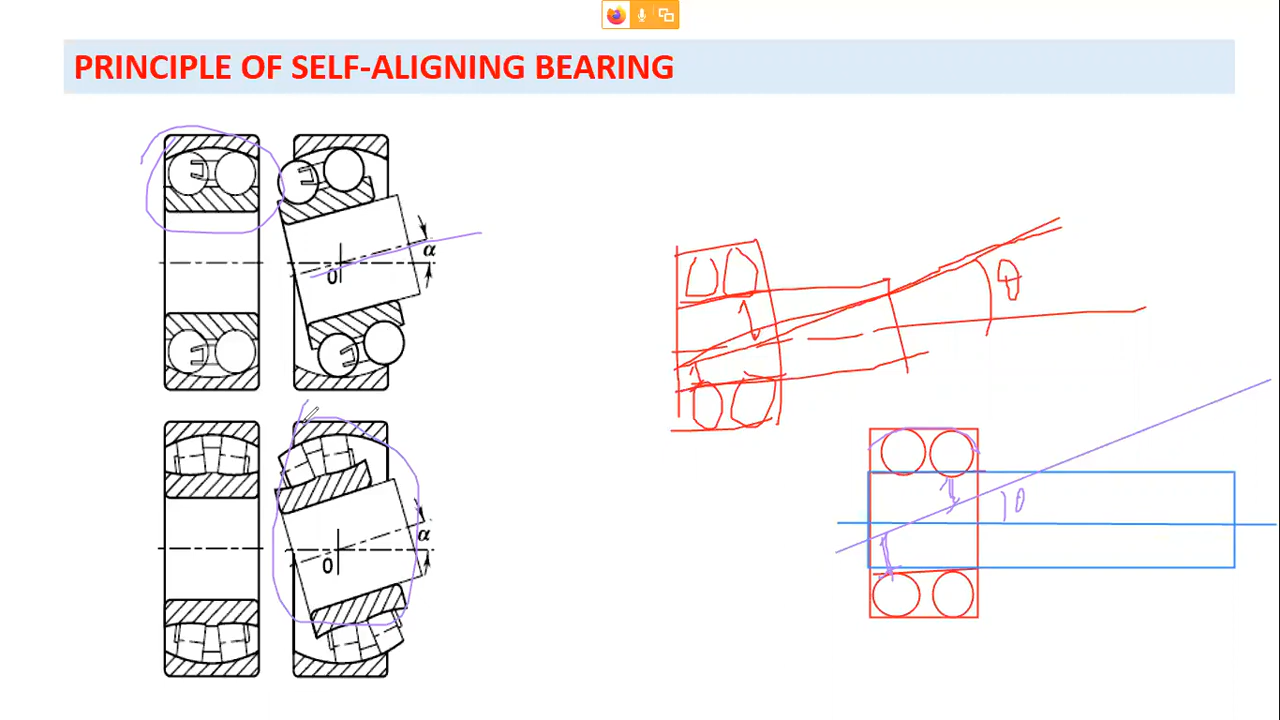 PRINCIPLE OF SELF-ALIGNING BEARING
α
0
θ
θ
α
0